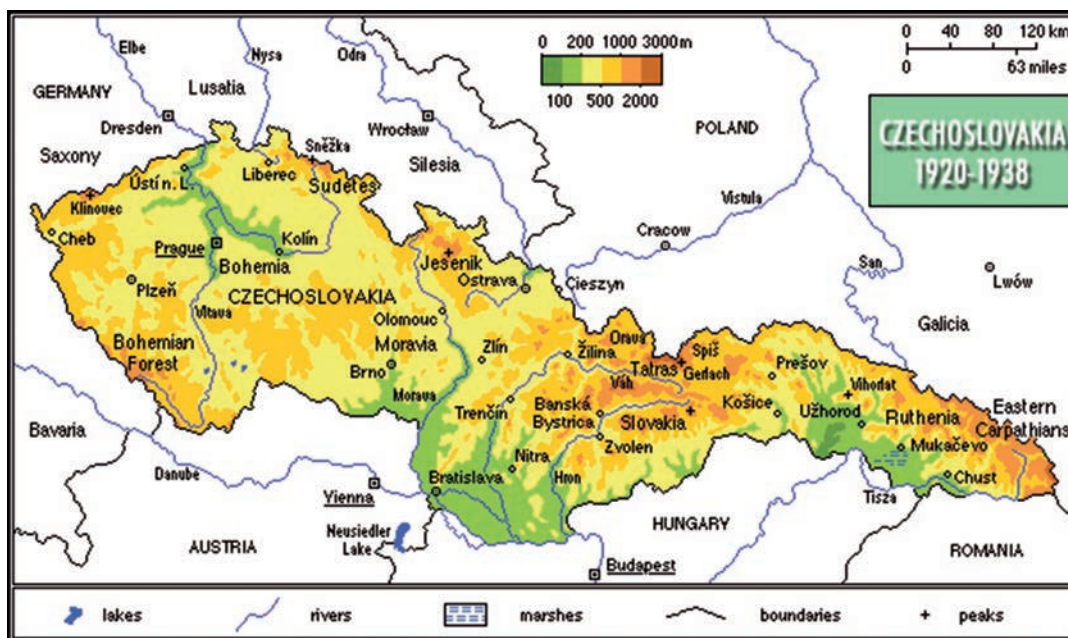 Elbe
Nysa
Odra
0 200 1000 3000m
100 500 2000
0 40 80 120 km
0 63 miles
CZECHOSLOVAKIA
1920-1938
GERMANY
Lusatia
Dresden
Wrocław
POLAND
Saxony
Sněžka
Silesia
Ústí n. L.
Liberec
Sudetes
Klinovec
Vistula
Cheb
Prague
Kolín
Cracow
Bohemia
Jesenik
San
Ostrava
Cieszyn
Lwów
Plzeň
CZECHOSLOVAKIA
Vltava
Olomouc
Galicia
Bohemian
Forest
Moravia
Zlín
Orava
Spiš
Žilina
Tatras
Gerlach
Prešov
Brno
Váh
Vihorlat
Morava
Trenčín
Banská
Bystrica
Slovakia
Košice
Užhorod
Ruthenia
Eastern
Carpathians
Bavaria
Zvolen
Mukačevo
Nitra
Danube
Bratislava
Hron
Chust
Vienna
Tisza
Neusiedler
Lake
HUNGARY
AUSTRIA
ROMANIA
Budapest
lakes
rivers
marshes
boundaries
peaks